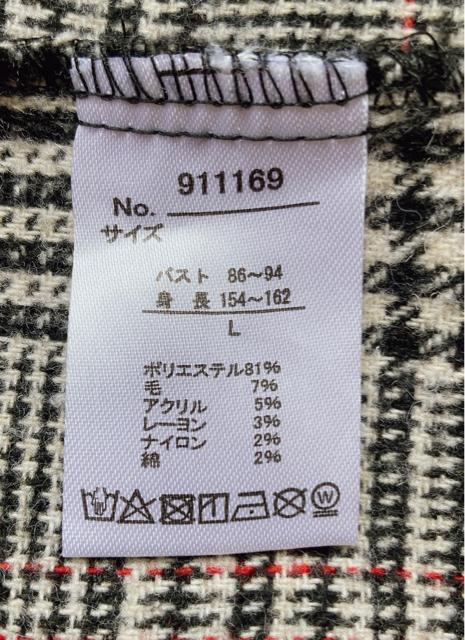 No. 911169
サイズ
バスト 86〜94
身 長 154〜162
L
ポリエステル81%
毛 7%
アクリル 5%
レーヨン 3%
ナイロン 2%
綿 2%
W